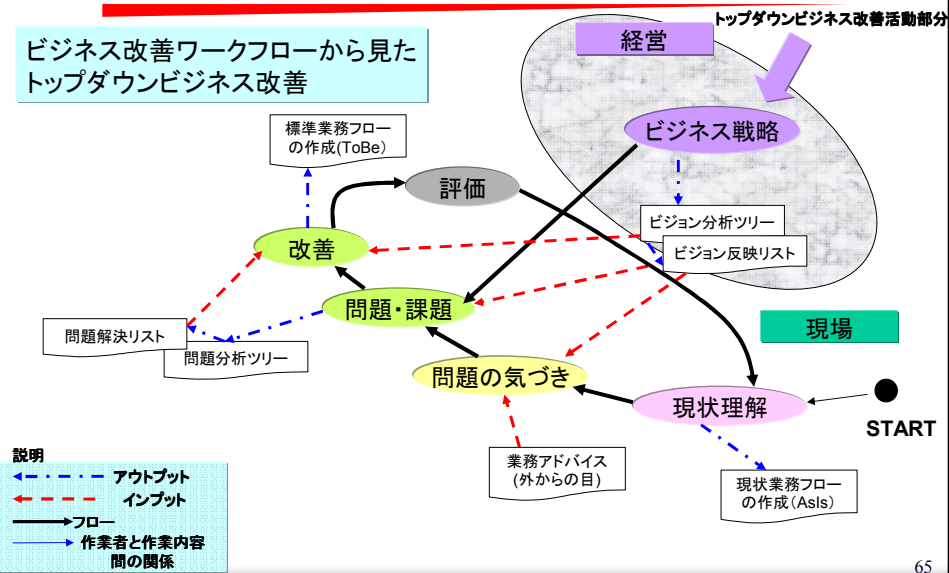 トップダウンビジネス改善活動部分
ビジネス改善ワークフローから見た
トップダウンビジネス改善
経営
ビジネス戦略
標準業務フロー
の作成(ToBe)
評価
ビジョン分析ツリー
ビジョン反映リスト
改善
問題・課題
現場
問題解決リスト
問題分析ツリー
問題の気づき
現状理解
START
業務アドバイス
(外からの目)
現状業務フロー
の作成(AsIs)
説明
アウトプット
インプット
フロー
作業者と作業内容
間の関係
65